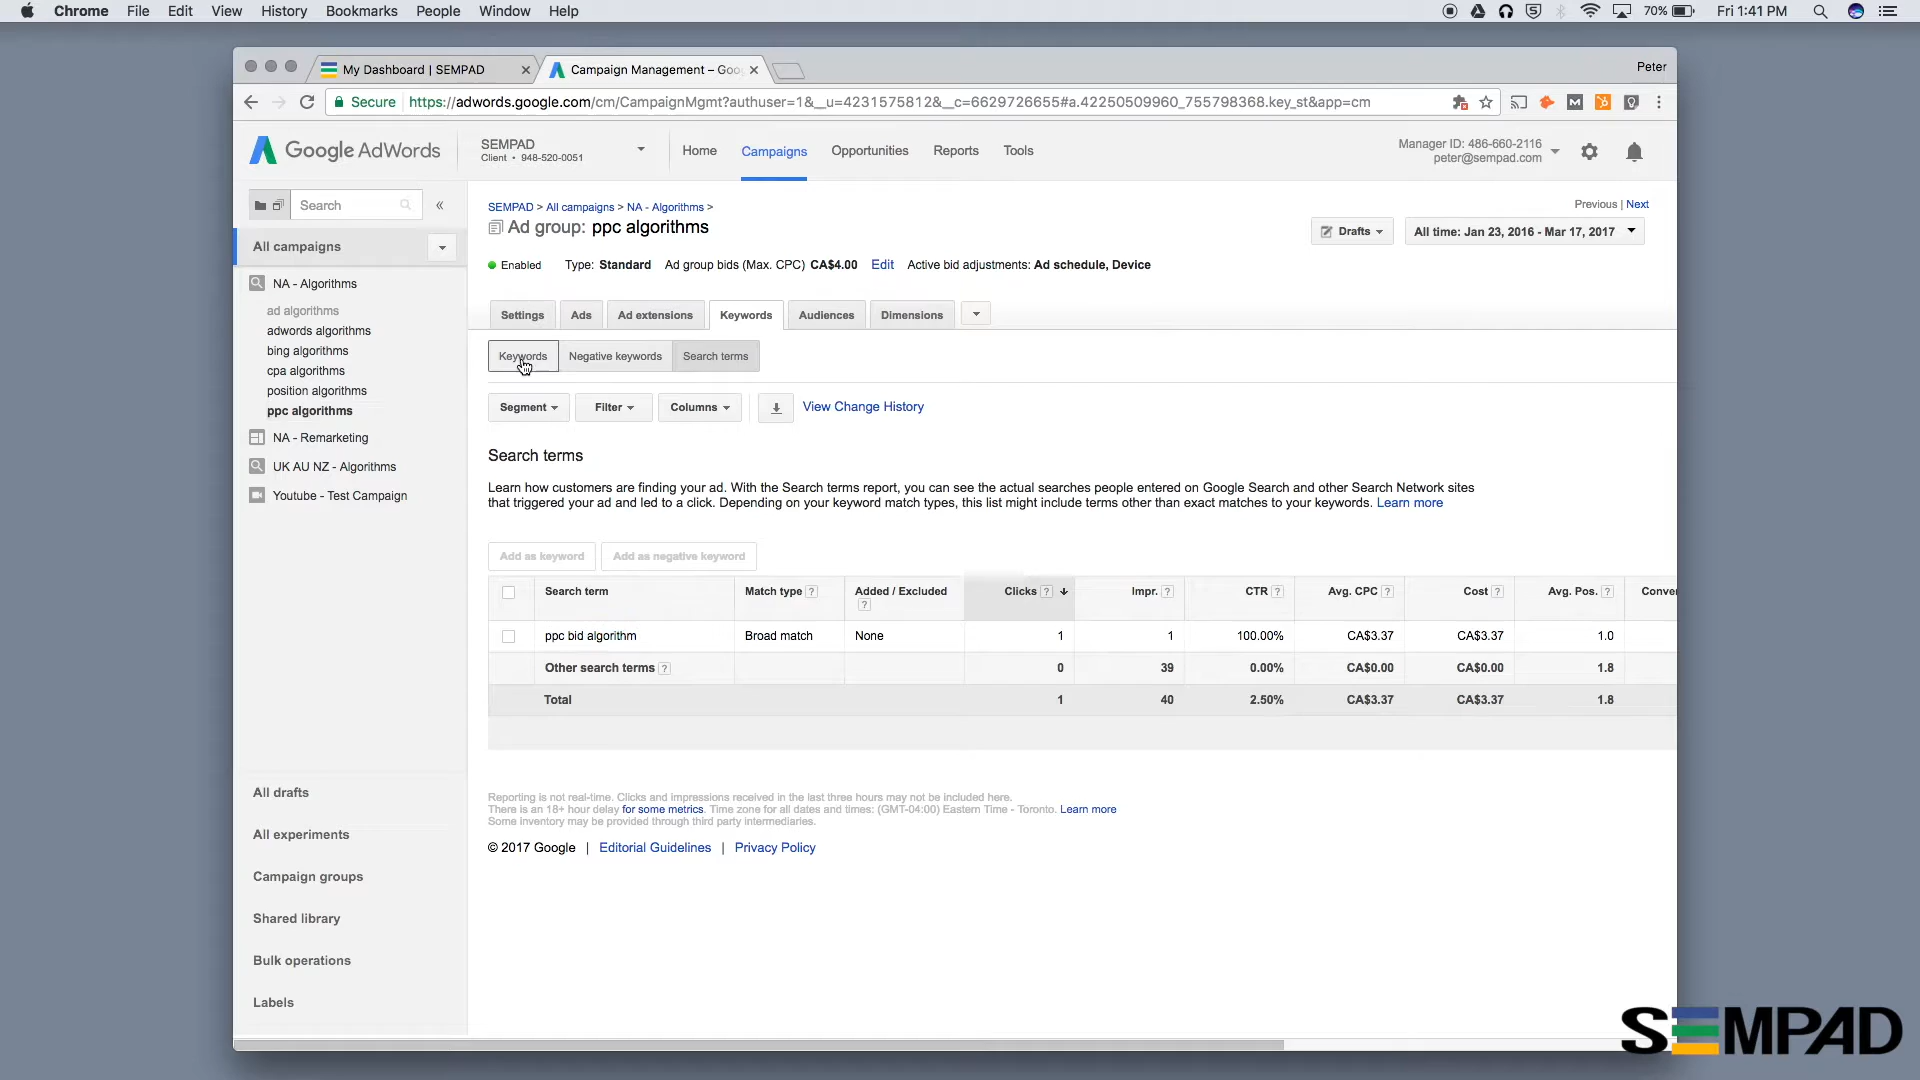 Chrome File Edit View History Bookmarks People Window Help 70% Fri 1:41 PM
My Dashboard | SEMPAD Campaign Management – Goo Peter
Secure https://adwords.google.com/cm/CampaignMgmt?authuser=1&__u=4231575812&__c=6629726655#a.42250509960_755798368.key_st&app=cm
Google AdWords
SEMPAD
Client • 948-520-0051
Home Campaigns Opportunities Reports Tools
Manager ID: 486-660-2116
peter@sempad.com
Search «
All campaigns
NA - Algorithms
ad algorithms
adwords algorithms
bing algorithms
cpa algorithms
position algorithms
ppc algorithms
NA - Remarketing
UK AU NZ - Algorithms
Youtube - Test Campaign
All drafts
All experiments
Campaign groups
Shared library
Bulk operations
Labels
SEMPAD > All campaigns > NA - Algorithms >
Previous | Next
Ad group: ppc algorithms
Drafts All time: Jan 23, 2016 - Mar 17, 2017
Enabled Type: Standard Ad group bids (Max. CPC) CA$4.00 Edit Active bid adjustments: Ad schedule, Device
Settings Ads Ad extensions Keywords Audiences Dimensions
Keywords Negative keywords Search terms
Segment Filter Columns View Change History
Search terms
Learn how customers are finding your ad. With the Search terms report, you can see the actual searches people entered on Google Search and other Search Network sites
that triggered your ad and led to a click. Depending on your keyword match types, this list might include terms other than exact matches to your keywords. Learn more
Add as keyword Add as negative keyword
Search term Match type ? Added / Excluded ? Clicks ? Impr. ? CTR ? Avg. CPC ? Cost ? Avg. Pos. ? Conver
ppc bid algorithm Broad match None 1 1 100.00% CA$3.37 CA$3.37 1.0
Other search terms ? 0 39 0.00% CA$0.00 CA$0.00 1.8
Total 1 40 2.50% CA$3.37 CA$3.37 1.8
Reporting is not real-time. Clicks and impressions received in the last three hours may not be included here.
There is an 18+ hour delay for some metrics. Time zone for all dates and times: (GMT-04:00) Eastern Time - Toronto. Learn more
Some inventory may be provided through third party intermediaries.
© 2017 Google | Editorial Guidelines | Privacy Policy
SEMPAD